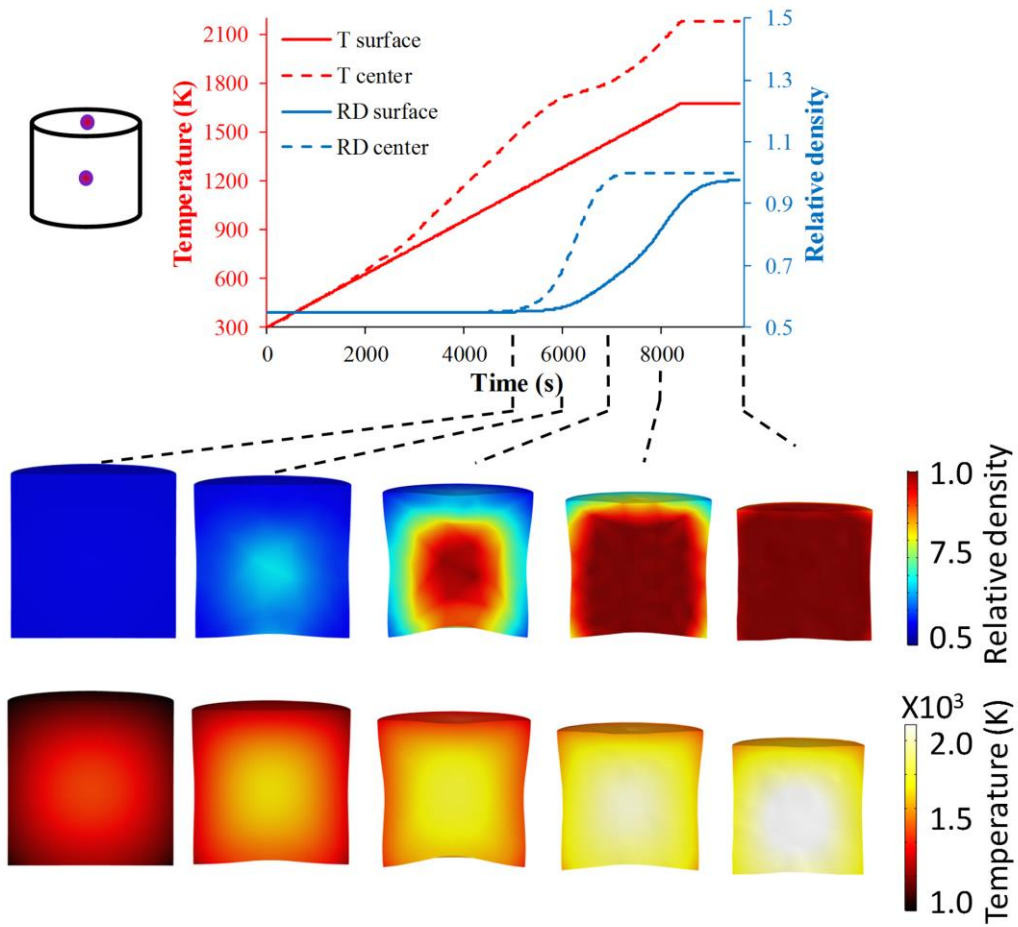 2100
1800
1500
1200
900
600
300
Temperature (K)
T surface
T center
RD surface
RD center
1.5
1.3
1.1
0.9
0.7
0.5
Relative density
0
2000
4000
6000
8000
Time (s)
1.0
7.5
0.5
Relative density
X10³
2.0
1.5
1.0
Temperature (K)